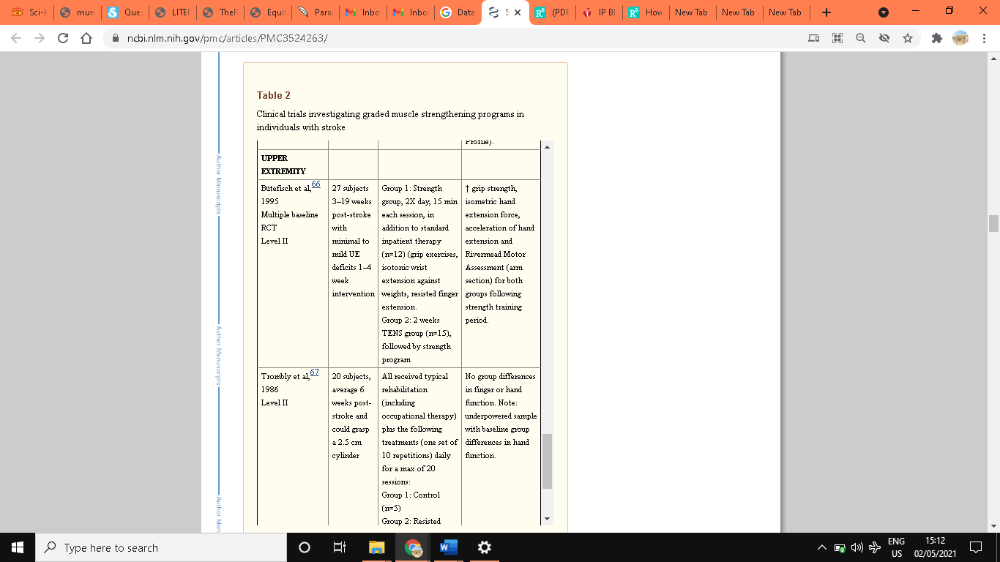 Sci-H
mun
Que
LITEF
TheR
Equit
Para
Inbo
Inbo
Data
S
(PDF
IP BI
How
New Tab
New Tab
New Tab
ncbi.nlm.nih.gov/pmc/articles/PMC3524263/
Author Manuscripts
Author Manuscripts
Author Man
Table 2
Clinical trials investigating graded muscle strengthening programs in
individuals with stroke
Profile).
UPPER
EXTREMITY
Bütefisch et al,66
1995
Multiple baseline
RCT
Level II
27 subjects
3–19 weeks
post-stroke
with
minimal to
mild UE
deficits 1–4
week
intervention
Group 1: Strength
group, 2X day, 15 min
each session, in
addition to standard
inpatient therapy
(n=12) (grip exercises,
isotonic wrist
extension against
weights, resisted finger
extension.
Group 2: 2 weeks
TENS group (n=15),
followed by strength
program
↑ grip strength,
isometric hand
extension force,
acceleration of hand
extension and
Rivermead Motor
Assessment (arm
section) for both
groups following
strength training
period.
Trombly et al,67
1986
Level II
20 subjects,
average 6
weeks post-
stroke and
could grasp
a 2.5 cm
cylinder
All received typical
rehabilitation
(including
occupational therapy)
plus the following
treatments (one set of
10 repetitions) daily
for a max of 20
sessions:
Group 1: Control
(n=5)
Group 2: Resisted
No group differences
in finger or hand
function. Note:
underpowered sample
with baseline group
differences in hand
function.
Type here to search
ENG
US
15:12
02/05/2021